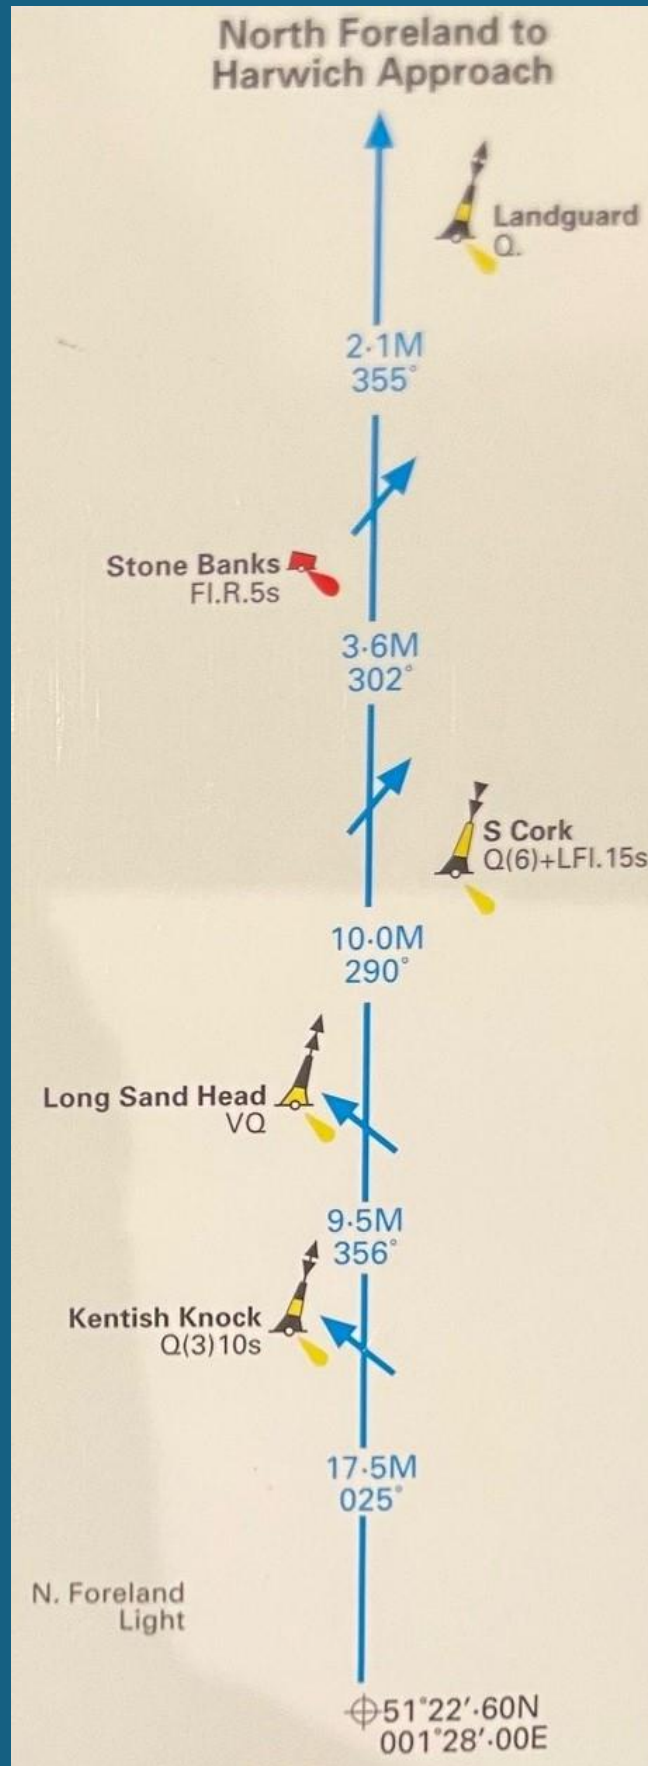 North Foreland to
Harwich Approach
Landguard
Q.
2·1M
355°
Stone Banks
Fl.R.5s
3·6M
302°
S Cork
Q(6)+LFl.15s
10·0M
290°
Long Sand Head
VQ
9·5M
356°
Kentish Knock
Q(3)10s
17·5M
025°
N. Foreland
Light
51°22'·60N
001°28'·00E